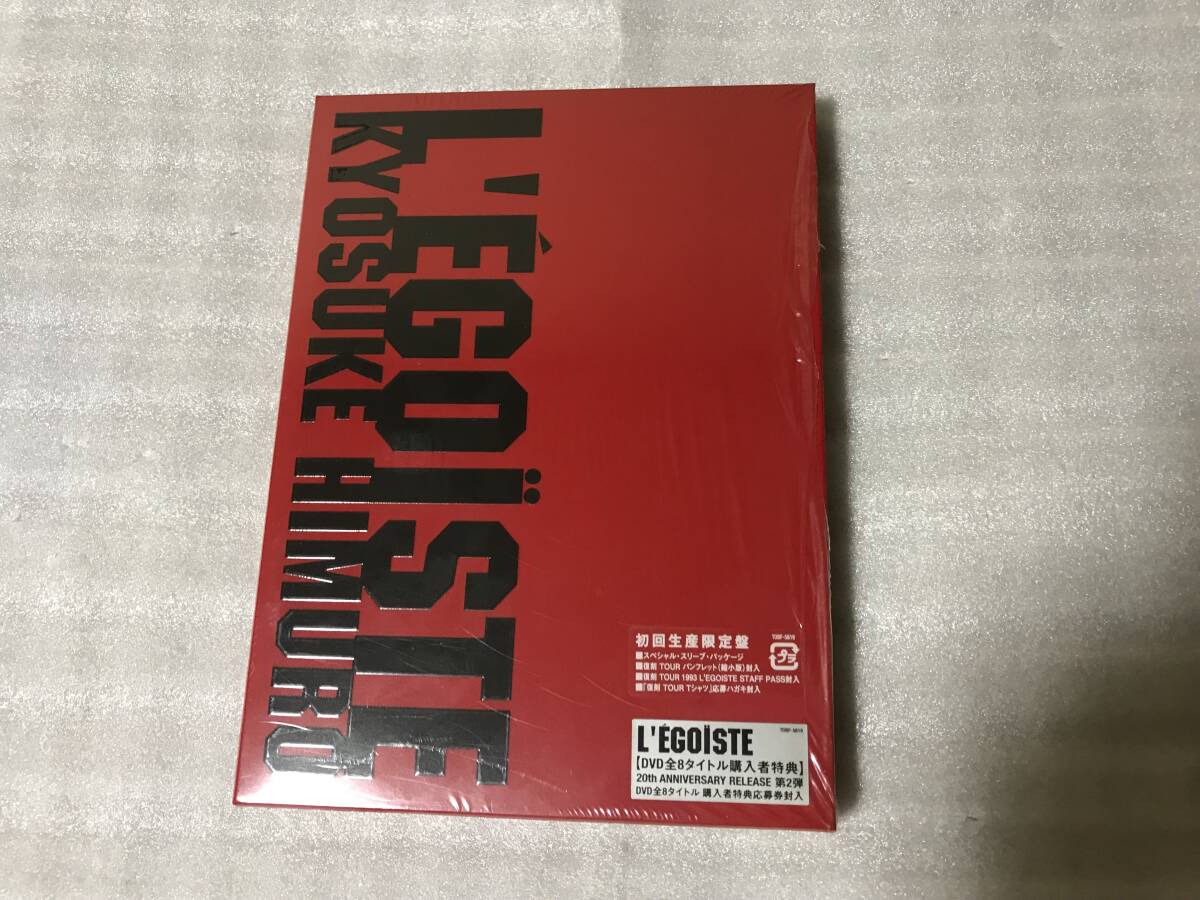 L'ÉGOÏSTE
KYOSUKE HIMURO
初回生産限定盤
■スペシャル・スリーブ・パッケージ
■復刻 TOUR パンフレット(縮小版)封入
■復刻 TOUR 1993 L'EGOISTE STAFF PASS封入
■「復刻 TOUR Tシャツ」応募ハガキ封入
プラ
L'ÉGOÏSTE
【DVD全8タイトル購入者特典】
20th ANNIVERSARY RELEASE 第2弾
DVD全8タイトル 購入者特典応募券封入